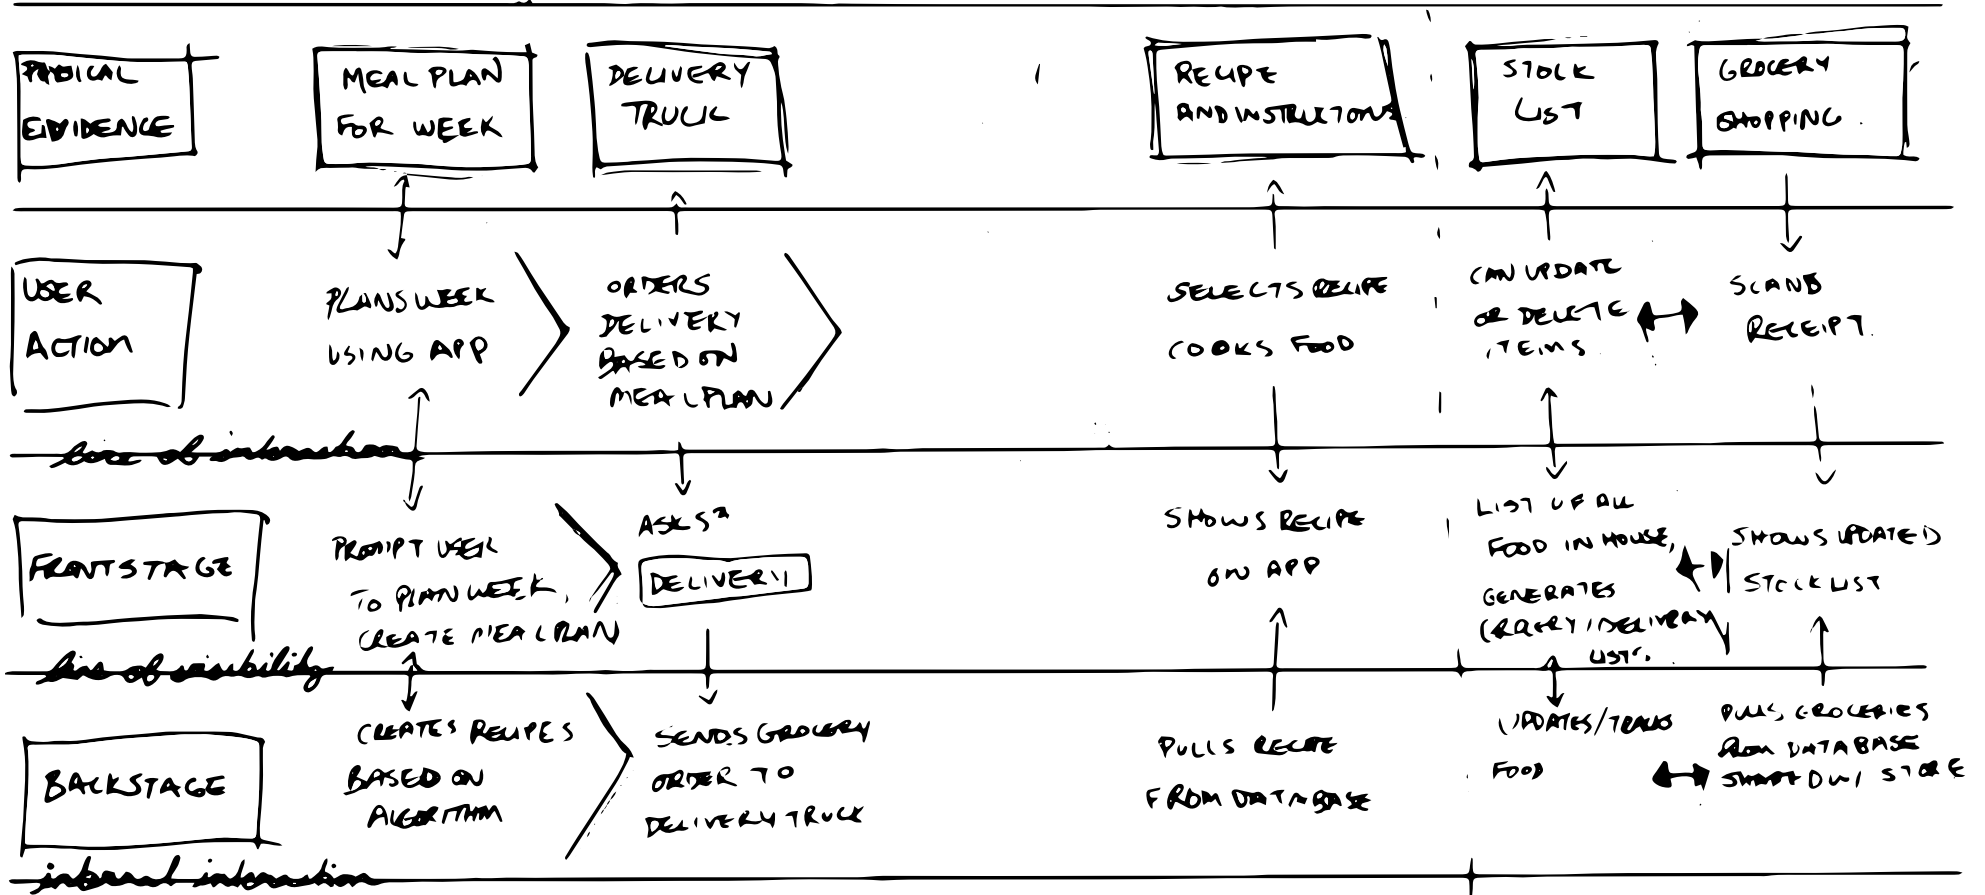 PHYSICAL
EVIDENCE
MEAL PLAN
FOR WEEK
DELIVERY
TRUCK
RECIPE
AND INSTRUCTIONS
STOCK
LIST
GROCERY
SHOPPING
USER
ACTION
PLANS WEEK
USING APP
ORDERS
DELIVERY
BASED ON
MEAL PLAN
SELECTS RECIPE
COOKS FOOD
CAN UPDATE
OR DELETE
ITEMS
SCANS
RECEIPT
line of interaction
FRONTSTAGE
PROMPT USER
TO PLAN WEEK,
CREATE MEAL PLAN
ASKS
DELIVERY
SHOWS RECIPE
ON APP
LIST OF ALL
FOOD IN HOUSE,
GENERATES
GROCERY/DELIVERY
LIST.
SHOWS UPDATED
STOCK LIST
line of visibility
BACKSTAGE
CREATES RECIPES
BASED ON
ALGORITHM
SENDS GROCERY
ORDER TO
DELIVERY TRUCK
PULLS RECIPE
FROM DATABASE
UPDATES/TRACKS
FOOD
PULLS GROCERIES
FROM DATABASE
STORE
internal interaction